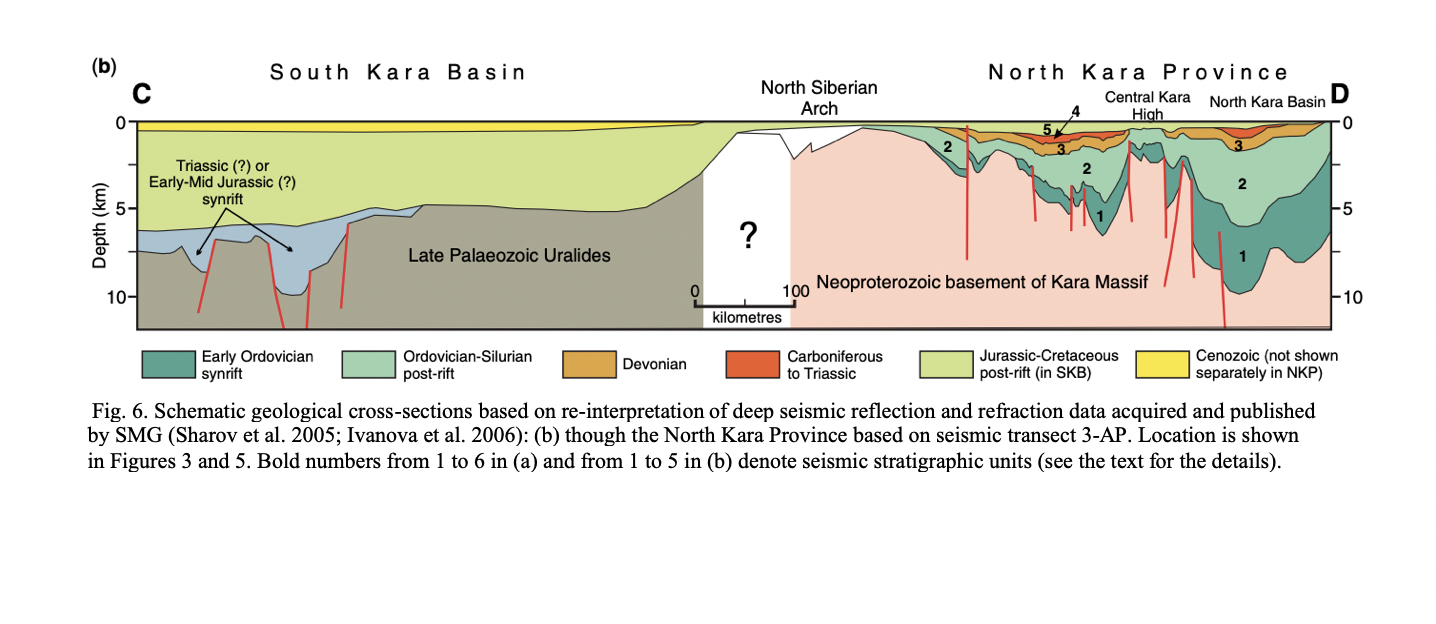 (b)
South Kara Basin
North Kara Province
C
North Siberian
Arch
Central Kara
High
North Kara Basin
D
4
0
5
10
Depth (km)
Triassic (?) or
Early-Mid Jurassic (?)
synrift
Late Palaeozoic Uralides
?
0
100
kilometres
Neoproterozoic basement of Kara Massif
2
5
3
2
1
3
2
1
0
5
10
Early Ordovician
synrift
Ordovician-Silurian
post-rift
Devonian
Carboniferous
to Triassic
Jurassic-Cretaceous
post-rift (in SKB)
Cenozoic (not shown
separately in NKP)
Fig. 6. Schematic geological cross-sections based on re-interpretation of deep seismic reflection and refraction data acquired and published
by SMG (Sharov et al. 2005; Ivanova et al. 2006): (b) though the North Kara Province based on seismic transect 3-AP. Location is shown
in Figures 3 and 5. Bold numbers from 1 to 6 in (a) and from 1 to 5 in (b) denote seismic stratigraphic units (see the text for the details).